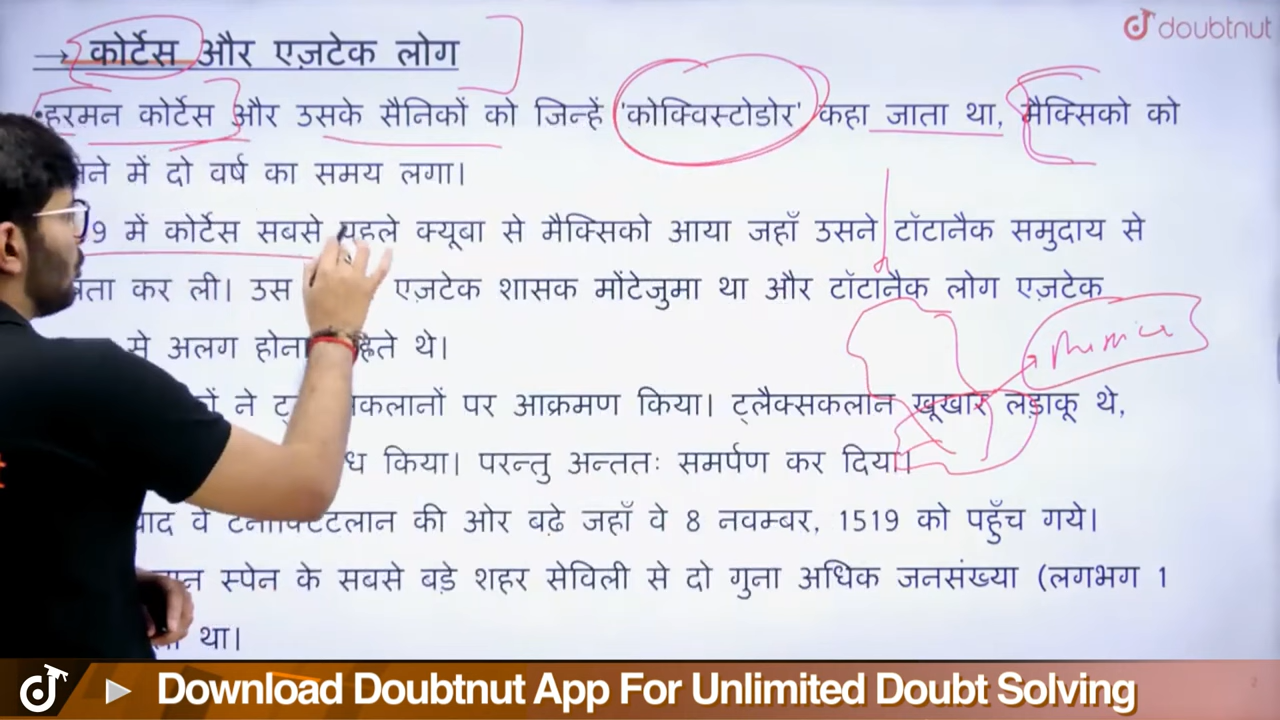 doubtnut
→ कोर्टेस और एज़टेक लोग
•हरमन कोर्टेस और उसके सैनिकों को जिन्हें 'कोक्विस्टोडोर' कहा जाता था, मैक्सिको को
में दो वर्ष का समय लगा।
9 में कोर्टेस सबसे पहले क्यूबा से मैक्सिको आया जहाँ उसने टॉटानैक समुदाय से
कर ली। उस एज़टेक शासक मोंटेजुमा था और टॉटानैक लोग एज़टेक
से अलग होना थे।
ने पर आक्रमण किया। ट्लैक्सकलान खूखार लड़ाकू थे,
किया। परन्तु अन्ततः समर्पण कर दिया।
वे की ओर बढ़े जहाँ वे 8 नवम्बर, 1519 को पहुँच गये।
स्पेन के सबसे बड़े शहर सेविली से दो गुना अधिक जनसंख्या (लगभग 1
था।
Download Doubtnut App For Unlimited Doubt Solving